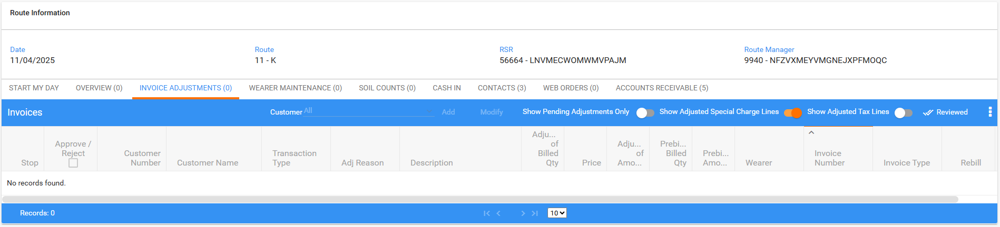 Route Information
Date
Route
RSR
Route Manager
11/04/2025
11 - K
56664 - LNVMECWOMWMVPAJM
9940 - NFZVXMEYVMGNEJXPFMOQC
START MY DAY
OVERVIEW (0)
INVOICE ADJUSTMENTS (0)
WEARER MAINTENANCE (0)
SOIL COUNTS (0)
CASH IN
CONTACTS (3)
WEB ORDERS (0)
ACCOUNTS RECEIVABLE (5)
Invoices
Customer
All
Add
Modify
Show Pending Adjustments Only
Show Adjusted Special Charge Lines
Show Adjusted Tax Lines
Reviewed
Stop
Approve /
Reject
Customer
Number
Customer Name
Transaction
Type
Adj Reason
Description
Adju...
of
Billed
Qty
Price
Adju...
of
Amo...
Prebi...
Billed
Qty
Prebi...
Amo...
Wearer
Invoice
Number
Invoice Type
Rebill
No records found.
Records: 0
10